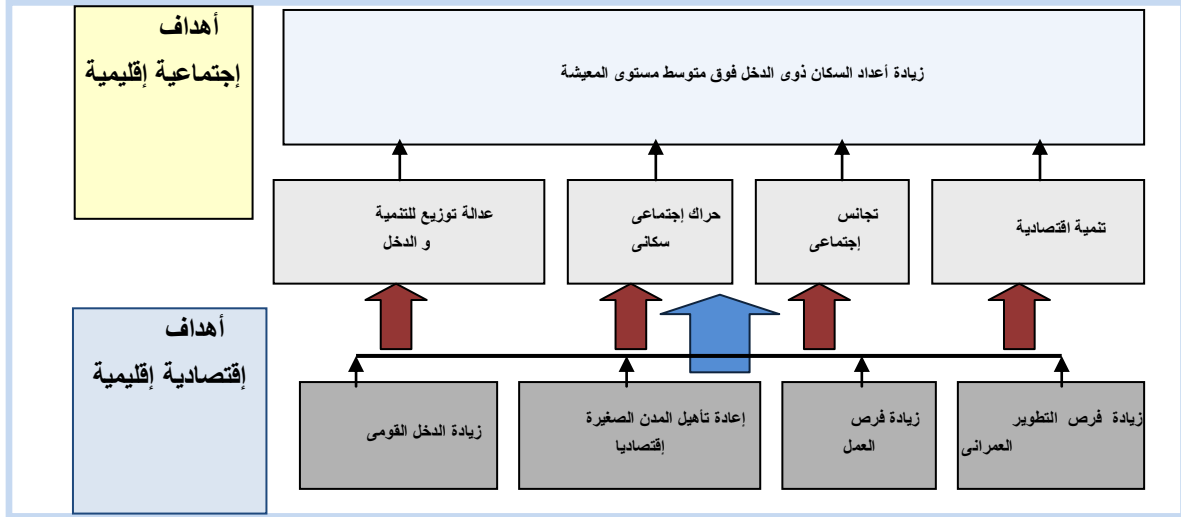 أهداف
إجتماعية إقليمية
زيادة أعداد السكان ذوى الدخل فوق متوسط مستوى المعيشة
تنمية اقتصادية
تجانس
إجتماعى
حراك إجتماعى
سكانى
عدالة توزيع للتنمية
و الدخل
أهداف
إقتصادية إقليمية
زيادة فرص التطوير
العمرانى
زيادة فرص
العمل
إعادة تأهيل المدن الصغيرة
إقتصاديا
زيادة الدخل القومى